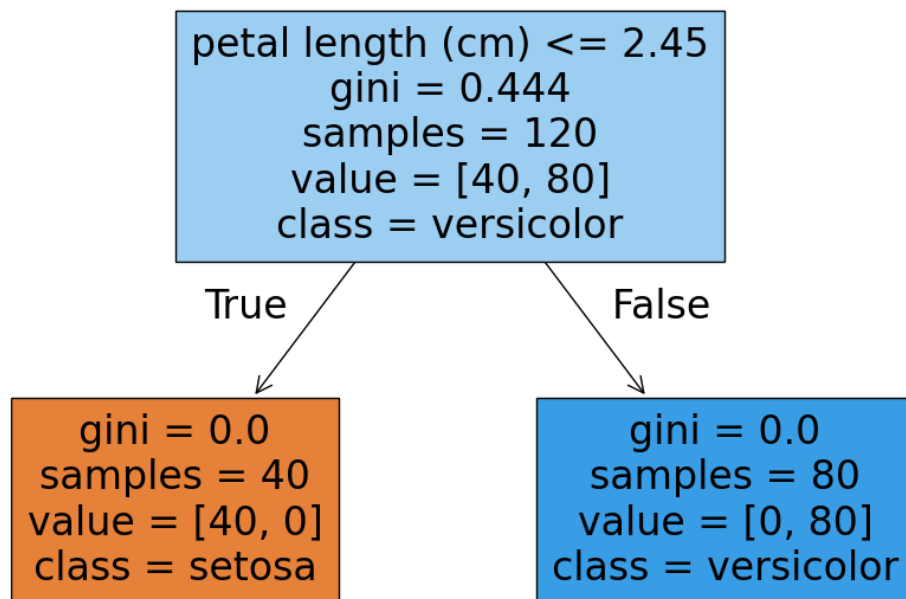 petal length (cm) <= 2.45
gini = 0.444
samples = 120
value = [40, 80]
class = versicolor
True
False
gini = 0.0
samples = 40
value = [40, 0]
class = setosa
gini = 0.0
samples = 80
value = [0, 80]
class = versicolor